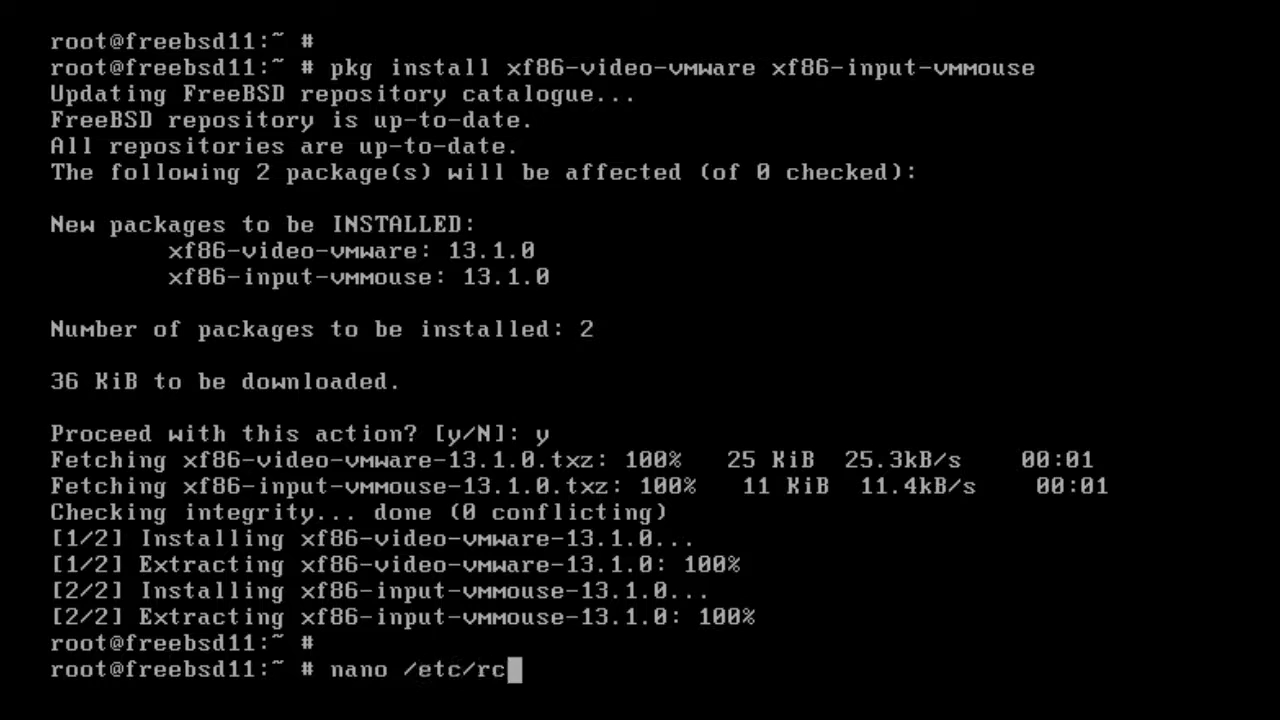 root@freebsd11:~ #
root@freebsd11:~ # pkg install xf86-video-vmware xf86-input-vmmouse
Updating FreeBSD repository catalogue...
FreeBSD repository is up-to-date.
All repositories are up-to-date.
The following 2 package(s) will be affected (of 0 checked):
New packages to be INSTALLED:
xf86-video-vmware: 13.1.0
xf86-input-vmmouse: 13.1.0
Number of packages to be installed: 2
36 KiB to be downloaded.
Proceed with this action? [y/N]: y
Fetching xf86-video-vmware-13.1.0.txz: 100%   25 KiB  25.3kB/s    00:01
Fetching xf86-input-vmmouse-13.1.0.txz: 100%   11 KiB  11.4kB/s    00:01
Checking integrity... done (0 conflicting)
[1/2] Installing xf86-video-vmware-13.1.0...
[1/2] Extracting xf86-video-vmware-13.1.0: 100%
[2/2] Installing xf86-input-vmmouse-13.1.0...
[2/2] Extracting xf86-input-vmmouse-13.1.0: 100%
root@freebsd11:~ #
root@freebsd11:~ # nano /etc/rc